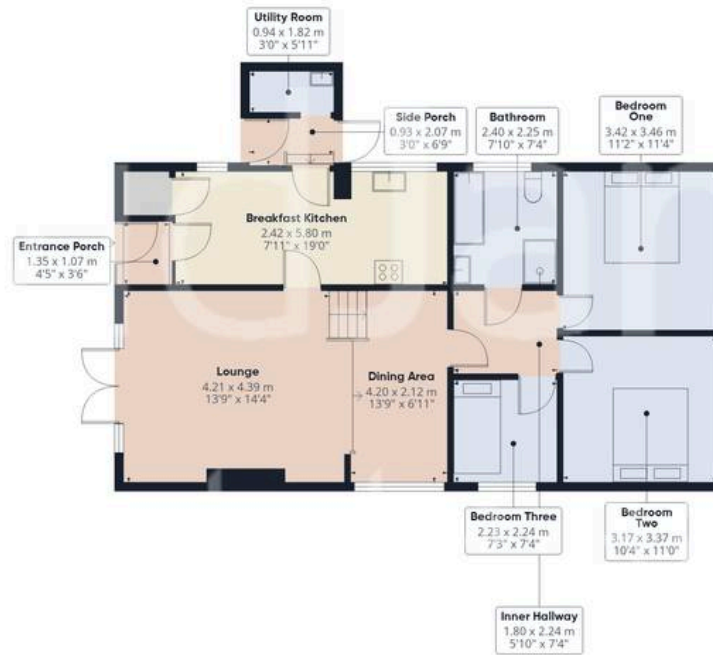 Utility Room
0.94 x 1.82 m
3'0" x 5'11"
Side Porch
0.93 x 2.07 m
3'0" x 6'9"
Bathroom
2.40 x 2.25 m
7'10" x 7'4"
Bedroom
One
3.42 x 3.46 m
11'2" x 11'4"
Breakfast Kitchen
2.42 x 5.80 m
7'11" x 19'0"
Entrance Porch
1.35 x 1.07 m
4'5" x 3'6"
Lounge
4.21 x 4.39 m
13'9" x 14'4"
Dining Area
4.20 x 2.12 m
13'9" x 6'11"
Bedroom Three
2.23 x 2.24 m
7'3" x 7'4"
Bedroom
Two
3.17 x 3.37 m
10'4" x 11'0"
Inner Hallway
1.80 x 2.24 m
5'10" x 7'4"